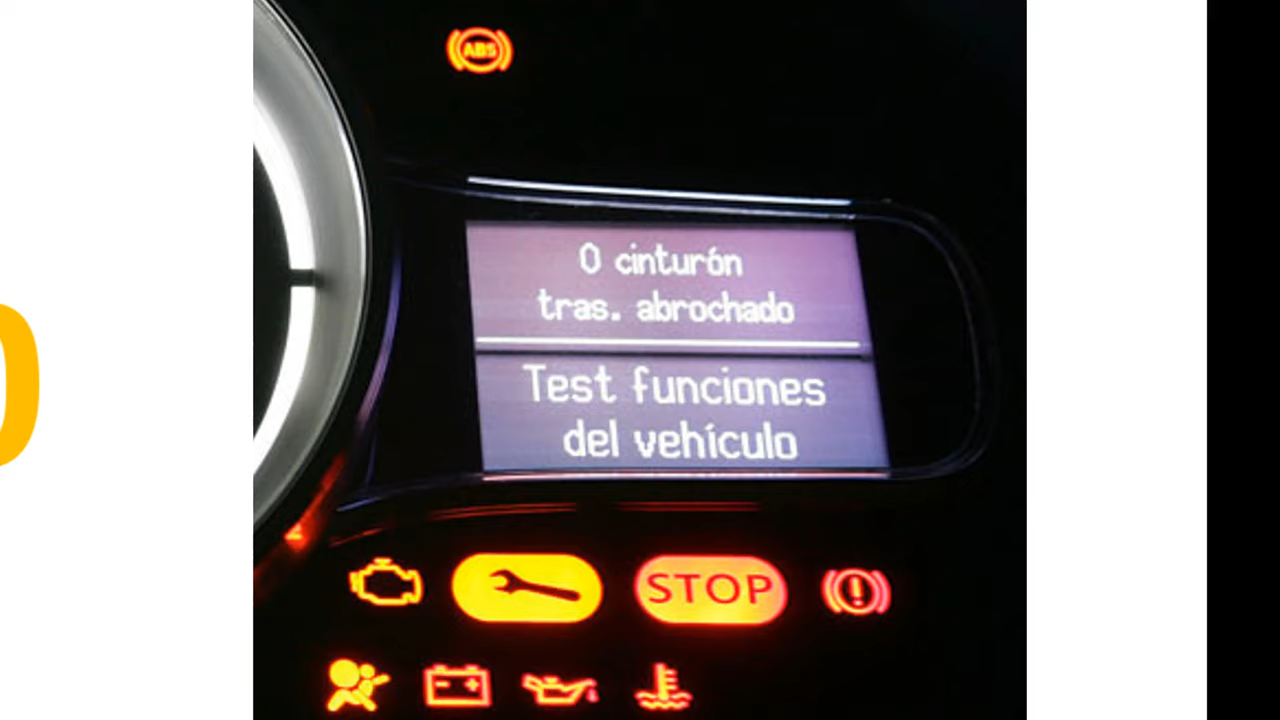 ABS
0 cinturón
tras. abrochado
Test funciones
del vehículo
STOP